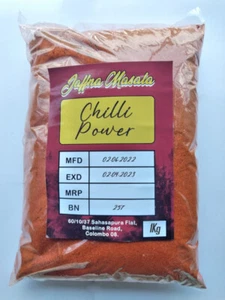 Jaffna Masala
Chilli
Power
MFD 02.06.2022
EXD 02.09.2023
MRP
BN 257
60/10/07 Sahasapura Flat,
Baseline Road,
Colombo 08.
1Kg